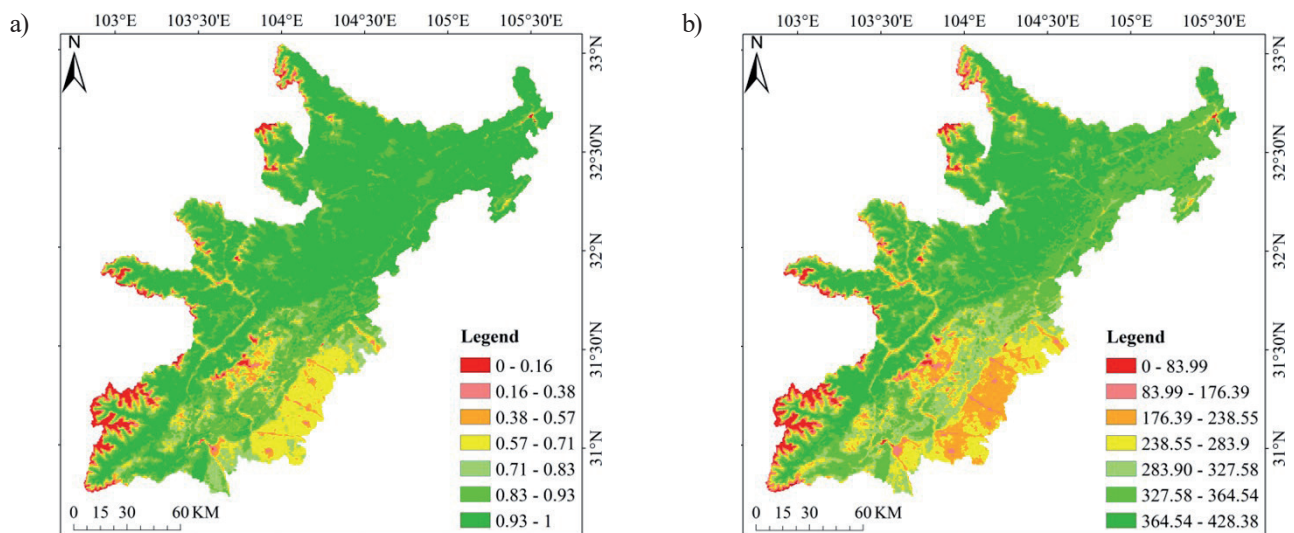 a)
103°E 103°30'E 104°E 104°30'E 105°E 105°30'E
N
33°N
32°30'N
32°N
31°30'N
31°N
Legend
0 - 0.16
0.16 - 0.38
0.38 - 0.57
0.57 - 0.71
0.71 - 0.83
0.83 - 0.93
0.93 - 1
0 15 30 60 KM
b)
103°E 103°30'E 104°E 104°30'E 105°E 105°30'E
N
33°N
32°30'N
32°N
31°30'N
31°N
Legend
0 - 83.99
83.99 - 176.39
176.39 - 238.55
238.55 - 283.9
283.90 - 327.58
327.58 - 364.54
364.54 - 428.38
0 15 30 60 KM